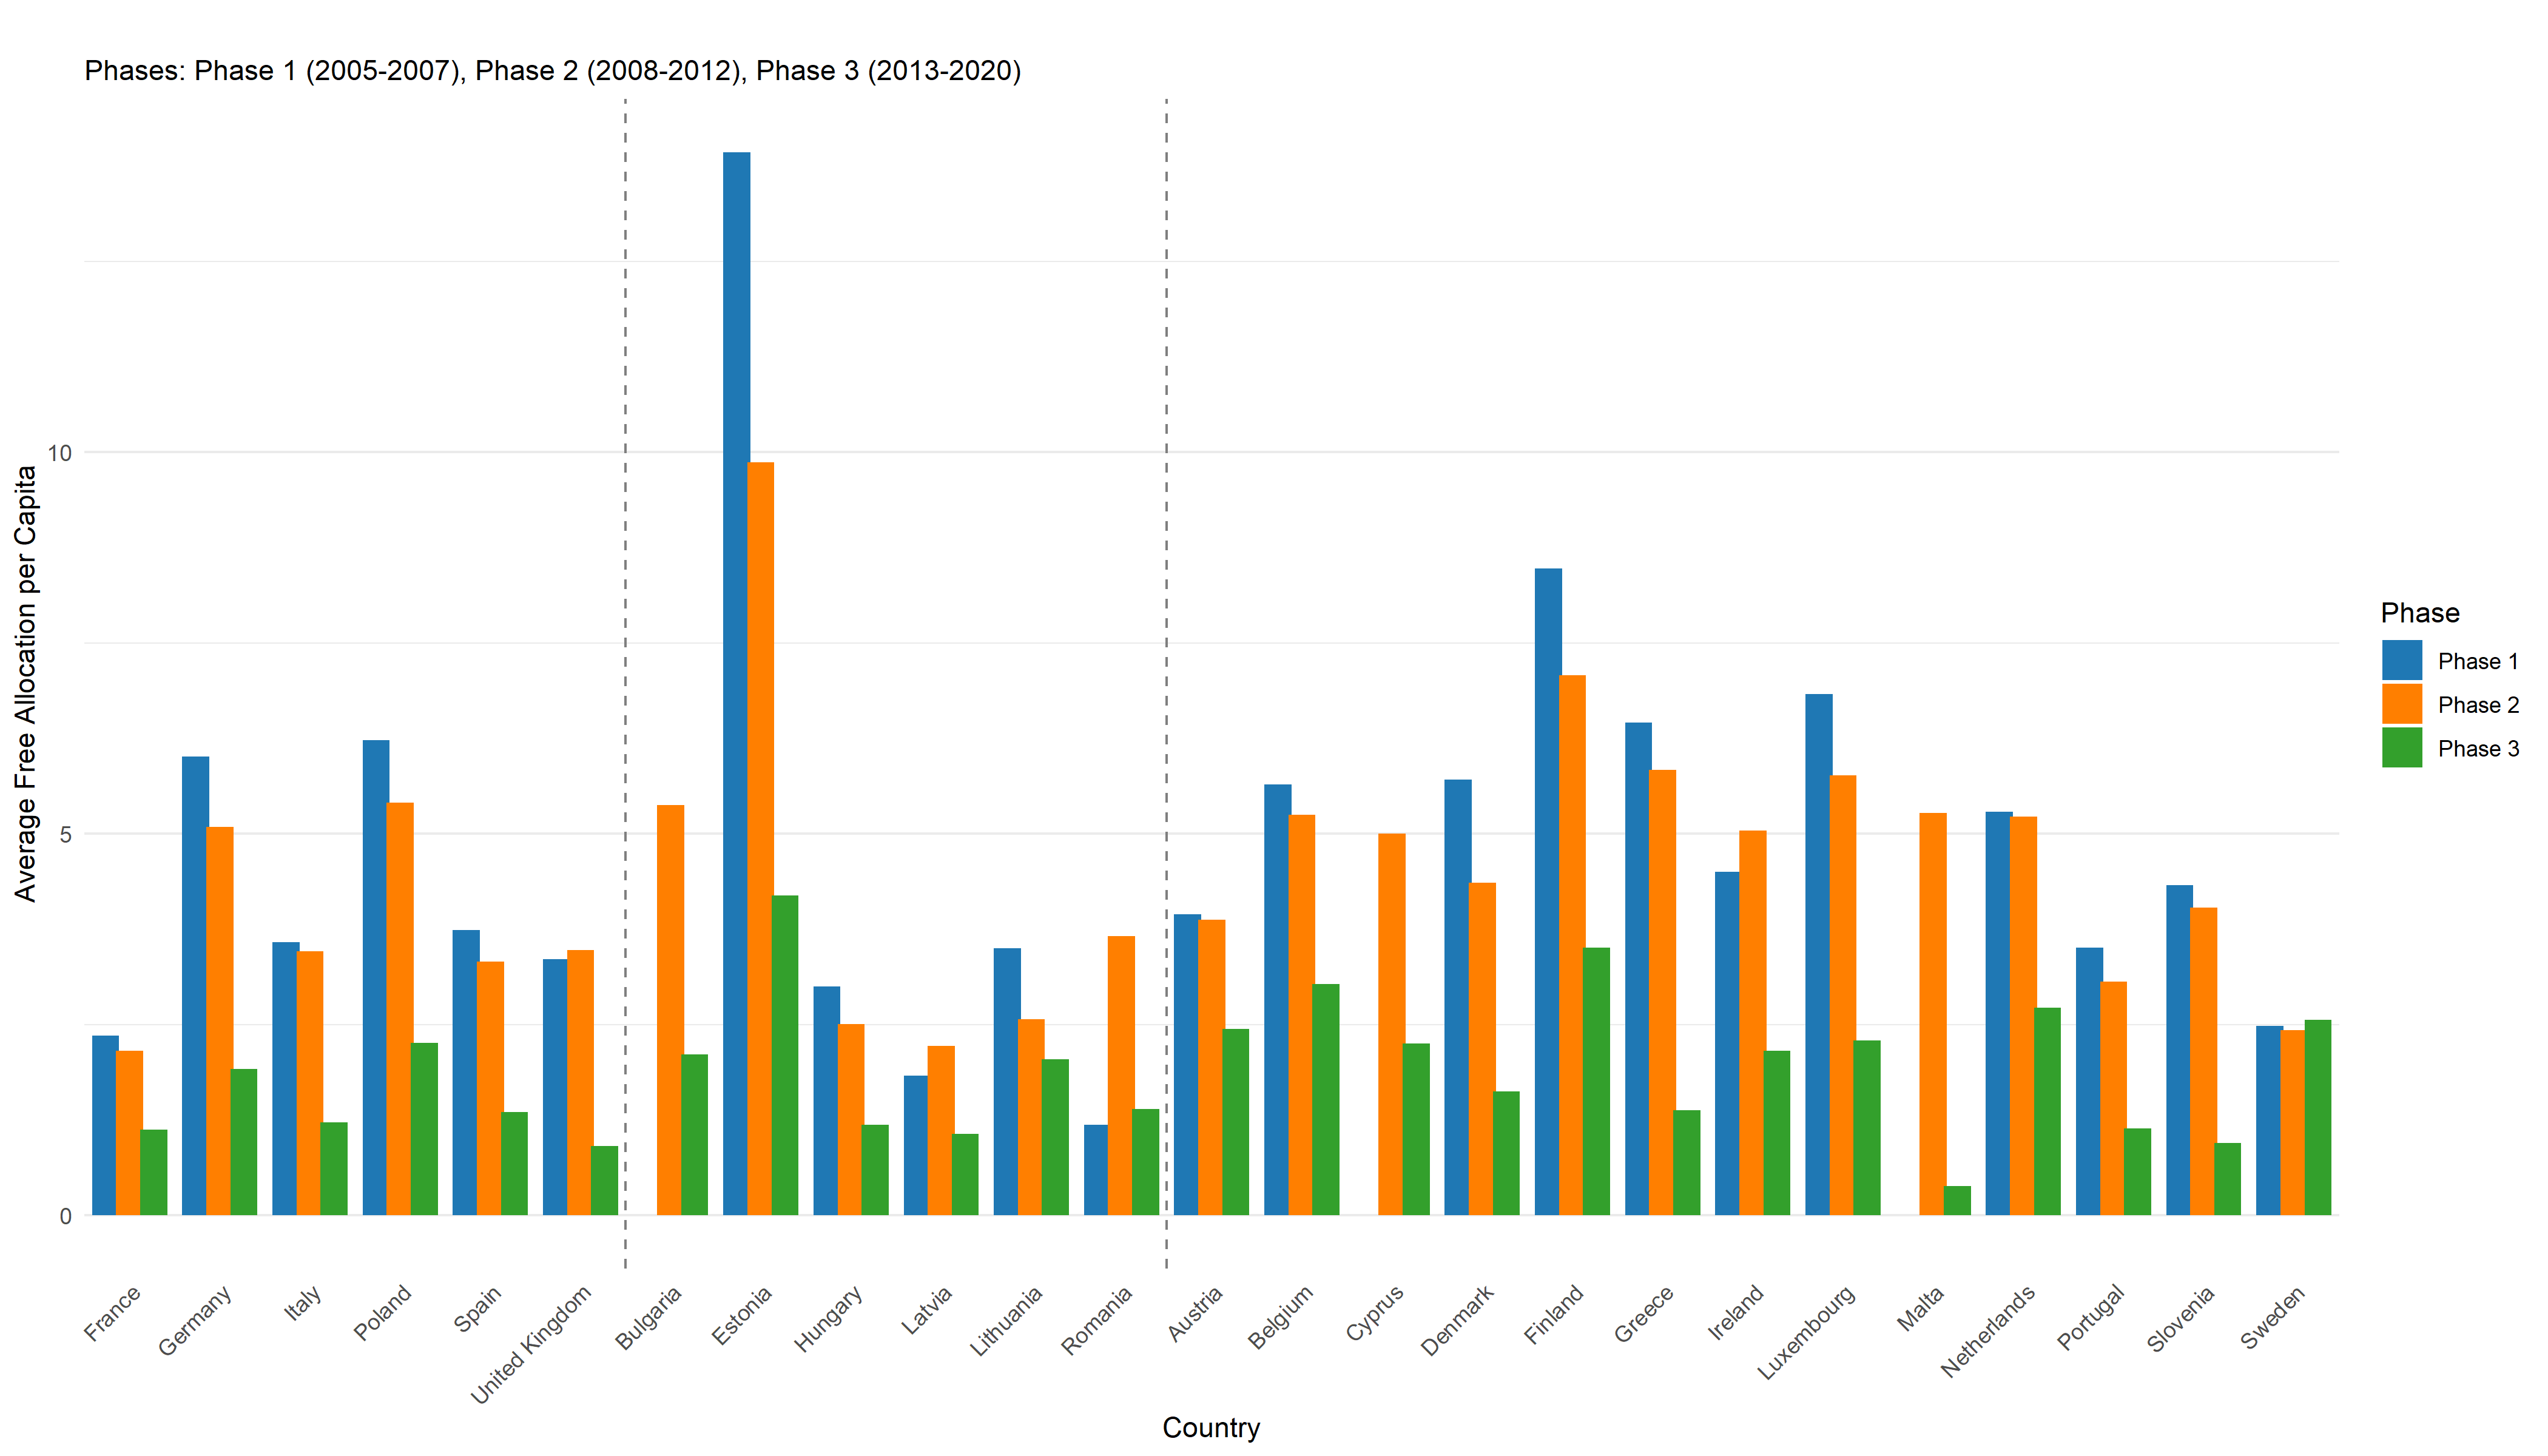 Phases: Phase 1 (2005-2007), Phase 2 (2008-2012), Phase 3 (2013-2020)
Average Free Allocation per Capita
10
5
0
France
Germany
Italy
Poland
Spain
United Kingdom
Bulgaria
Estonia
Hungary
Latvia
Lithuania
Romania
Austria
Belgium
Cyprus
Denmark
Finland
Greece
Ireland
Luxembourg
Malta
Netherlands
Portugal
Slovenia
Sweden
Country
Phase
Phase 1
Phase 2
Phase 3